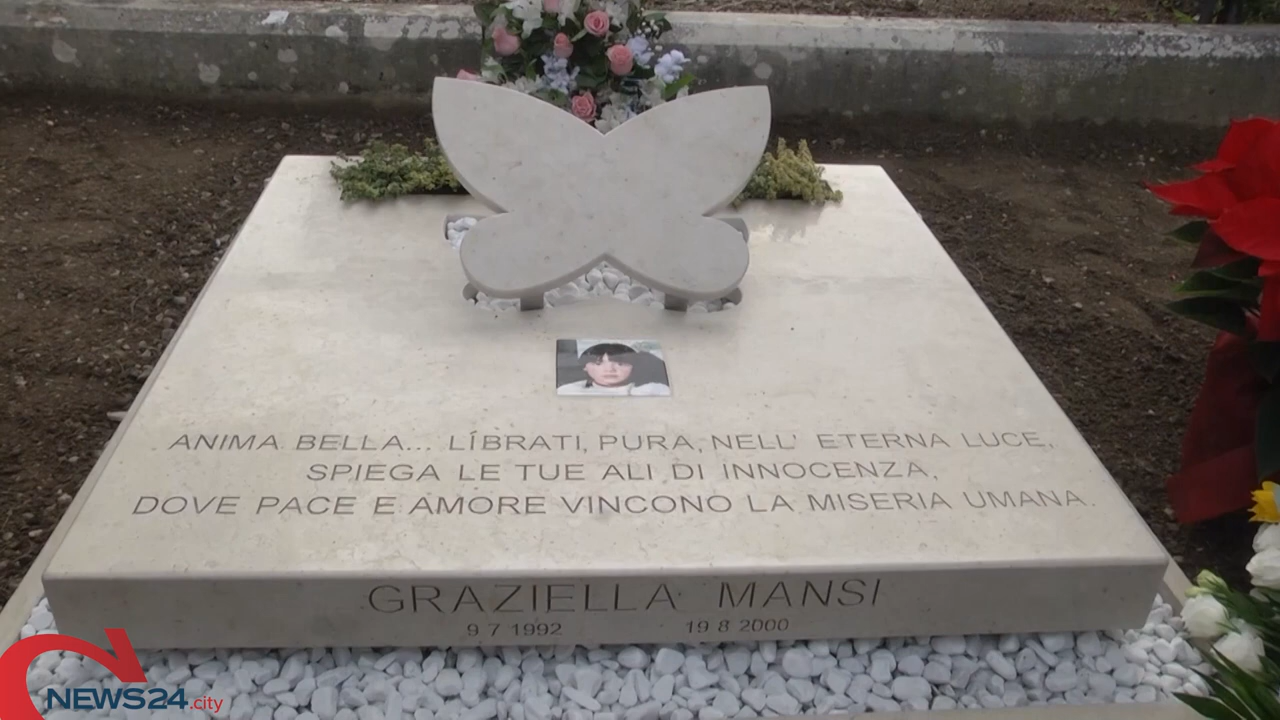 ANIMA BELLA... LÍBRATI, PURA, NELL' ETERNA LUCE,
SPIEGA LE TUE ALI DI INNOCENZA,
DOVE PACE E AMORE VINCONO LA MISERIA UMANA.
GRAZIELLA MANSI
9 7 1992 19 8 2000
NEWS24.city